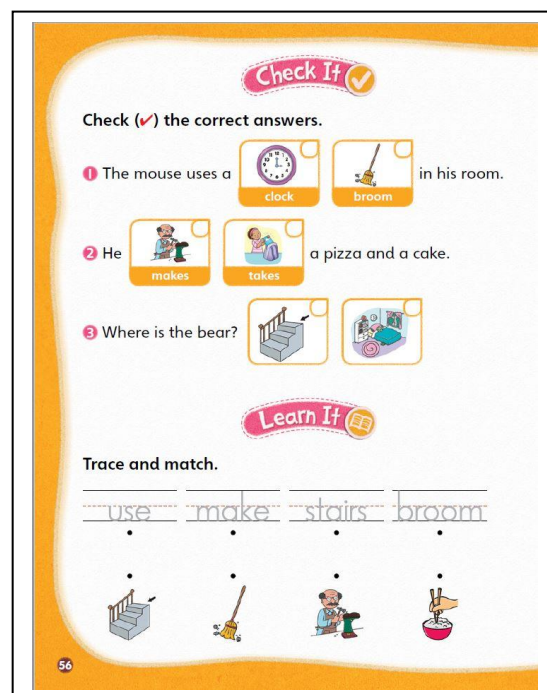 Check It
Check (✔) the correct answers.
1 The mouse uses a clock broom in his room.
2 He makes takes a pizza and a cake.
3 Where is the bear?
Learn It
Trace and match.
use make stairs broom
56